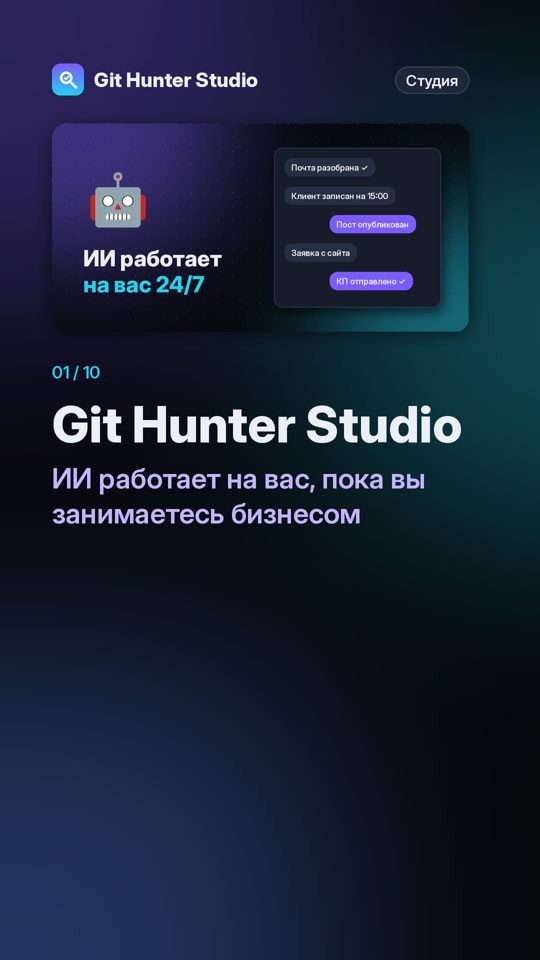 Git Hunter Studio
Студия
ИИ работает
на вас 24/7
Почта разобрана ✓
Клиент записан на 15:00
Пост опубликован
Заявка с сайта
КП отправлено ✓
01 / 10
Git Hunter Studio
ИИ работает на вас, пока вы
занимаетесь бизнесом